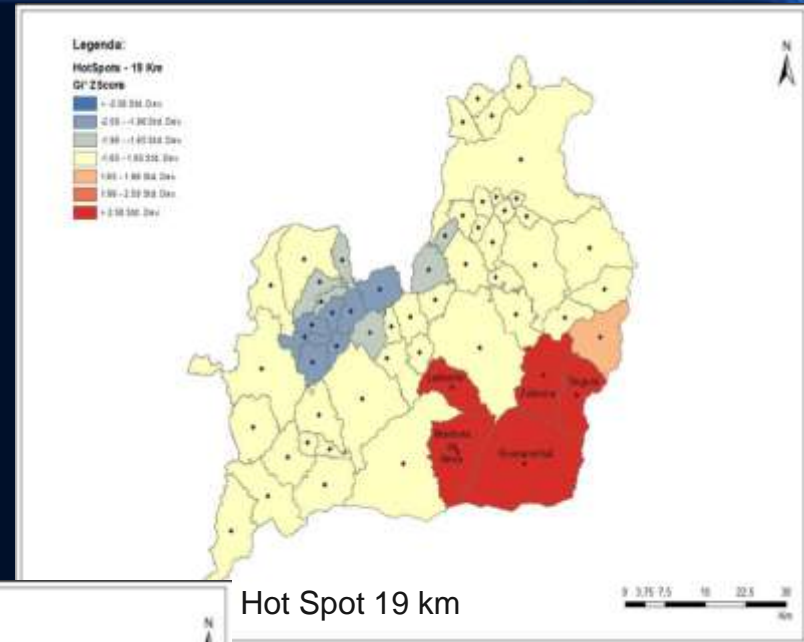 Legenda:
HotSpots - 19 Km
Gi* ZScore
< -2.58 Std. Dev.
-2.58 - -1.96 Std. Dev.
-1.96 - -1.65 Std. Dev.
-1.65 - 1.65 Std. Dev.
1.65 - 1.96 Std. Dev.
1.96 - 2.58 Std. Dev.
> 2.58 Std. Dev.
N
Hot Spot 19 km
0 3,75 7,5 15 22,5 30
Km
N